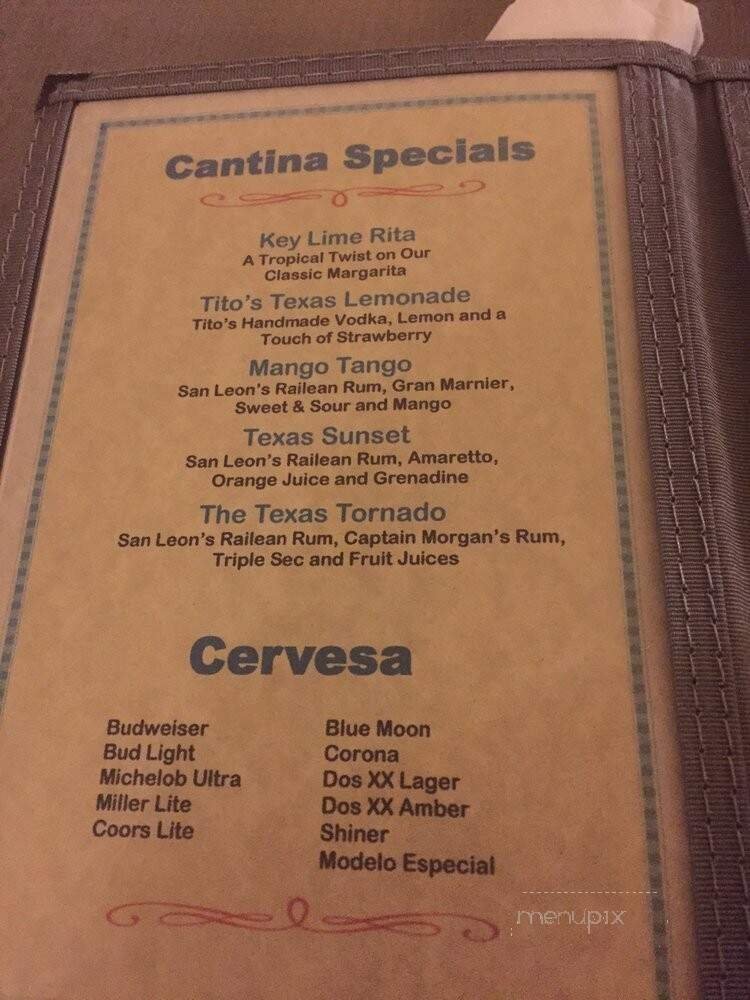 Cantina Specials
Key Lime Rita
A Tropical Twist on Our
Classic Margarita
Tito's Texas Lemonade
Tito's Handmade Vodka, Lemon and a
Touch of Strawberry
Mango Tango
San Leon's Railean Rum, Gran Marnier,
Sweet & Sour and Mango
Texas Sunset
San Leon's Railean Rum, Amaretto,
Orange Juice and Grenadine
The Texas Tornado
San Leon's Railean Rum, Captain Morgan's Rum,
Triple Sec and Fruit Juices
Cervesa
Budweiser
Bud Light
Michelob Ultra
Miller Lite
Coors Lite
Blue Moon
Corona
Dos XX Lager
Dos XX Amber
Shiner
Modelo Especial
menupix